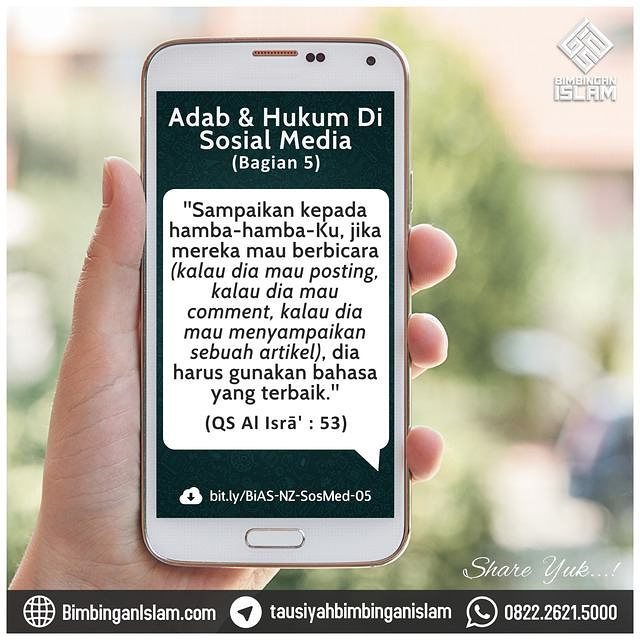 BIMBINGAN
ISLAM
Adab & Hukum Di
Sosial Media
(Bagian 5)
"Sampaikan kepada
hamba-hamba-Ku, jika
mereka mau berbicara
(kalau dia mau posting,
kalau dia mau
comment, kalau dia
mau menyampaikan
sebuah artikel), dia
harus gunakan bahasa
yang terbaik."
(QS Al Isrā' : 53)
bit.ly/BiAS-NZ-SosMed-05
Share Yuk...!
BimbinganIslam.com
tausiyahbimbinganislam
0822.2621.5000